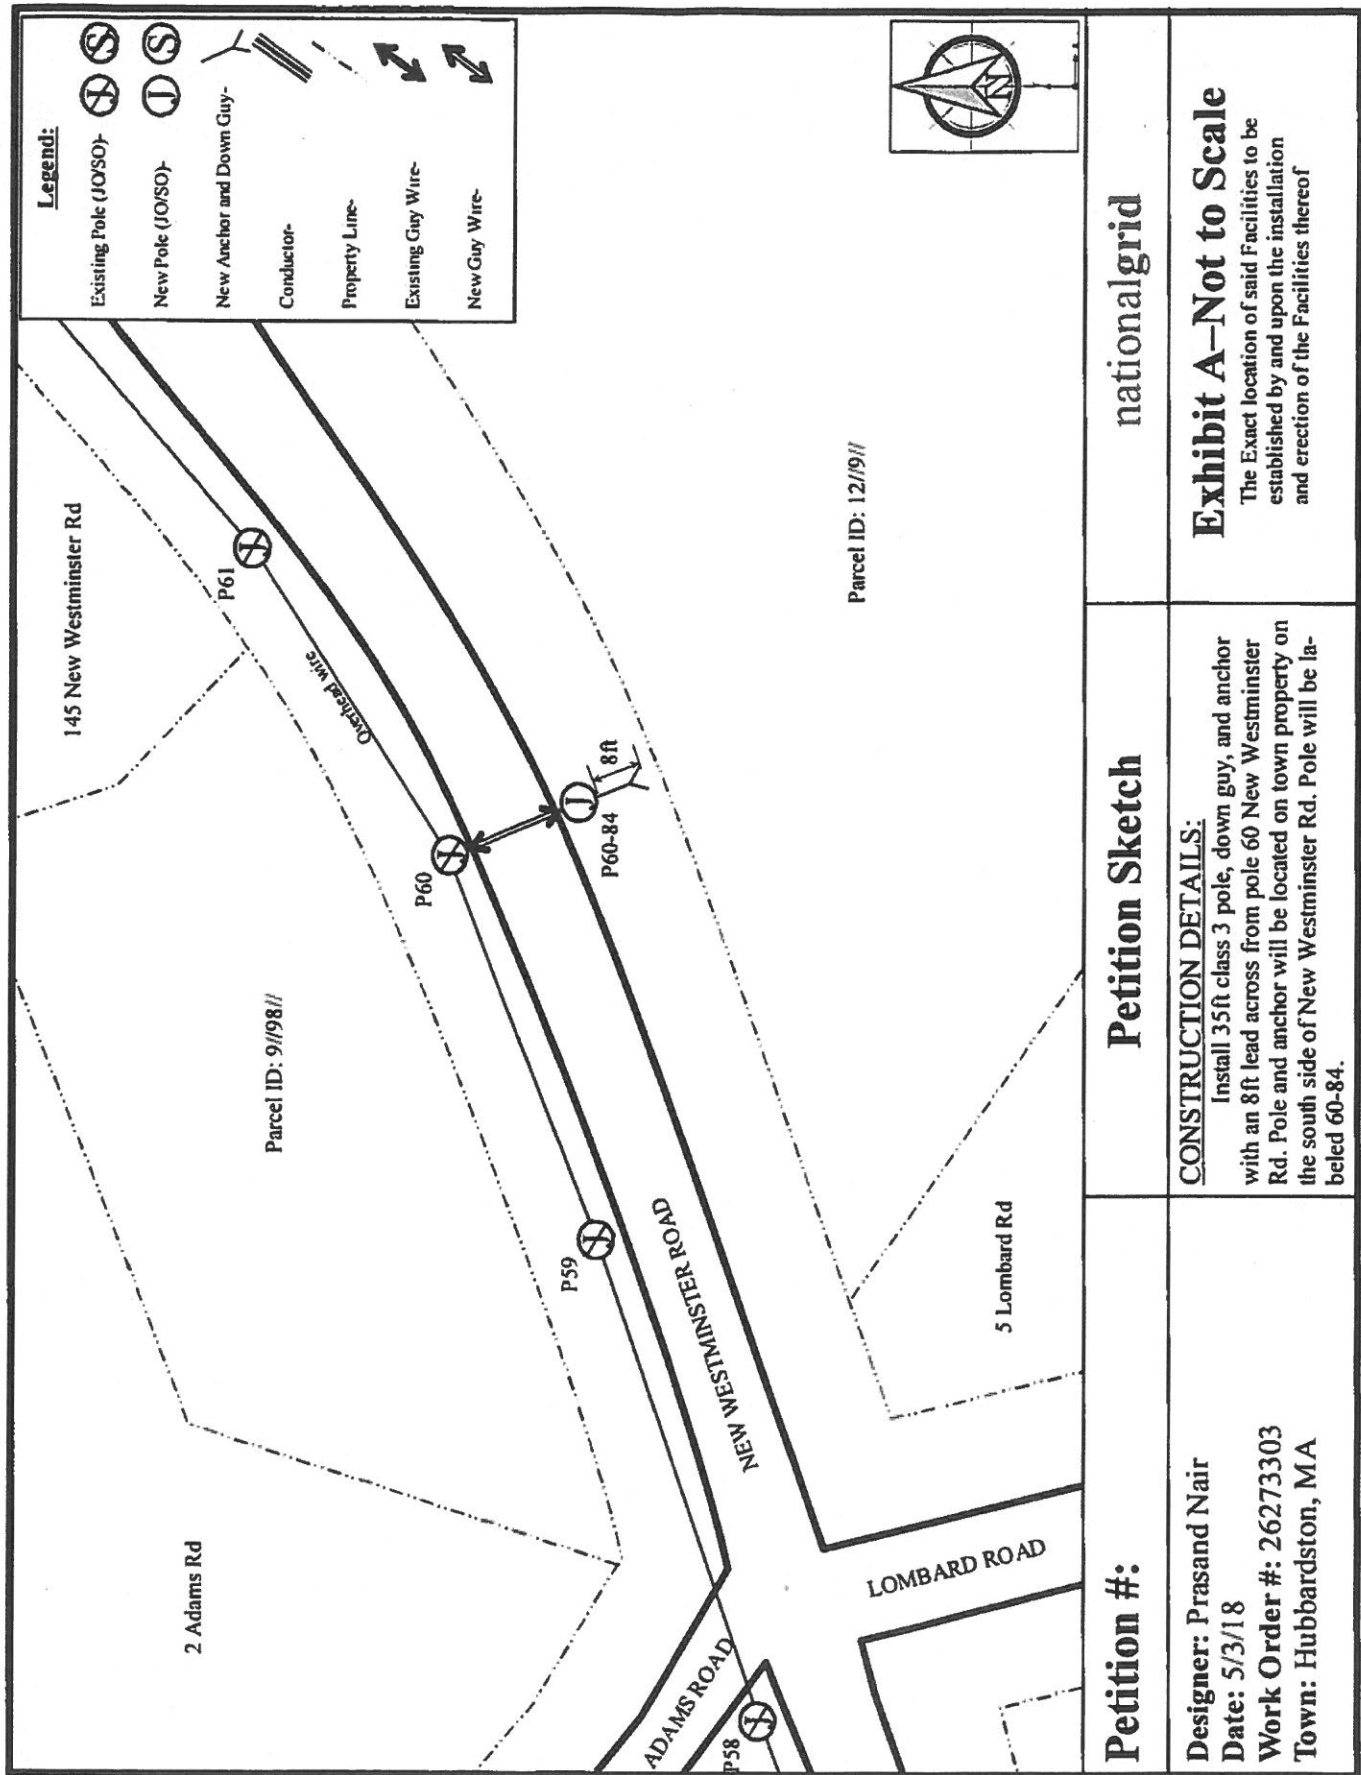 Legend:
Existing Pole (JO/SO)- J S
New Pole (JO/SO)- J S
New Anchor and Down Guy-
Conductor-
Property Line-
Existing Guy Wire-
New Guy Wire-
145 New Westminster Rd
P61
J
Overhead wire
Parcel ID: 9//98//
P60
J
2 Adams Rd
P59
J
8ft
J
P60-84
Parcel ID: 12//9//
NEW WESTMINSTER ROAD
ADAMS ROAD
P58
J
LOMBARD ROAD
5 Lombard Rd
N
Petition #:
Petition Sketch
nationalgrid
Designer: Prasand Nair
Date: 5/3/18
Work Order #: 26273303
Town: Hubbardston, MA
CONSTRUCTION DETAILS:
Install 35ft class 3 pole, down guy, and anchor
with an 8ft lead across from pole 60 New Westminster
Rd. Pole and anchor will be located on town property on
the south side of New Westminster Rd. Pole will be la-
beled 60-84.
Exhibit A–Not to Scale
The Exact location of said Facilities to be
established by and upon the installation
and erection of the Facilities thereof